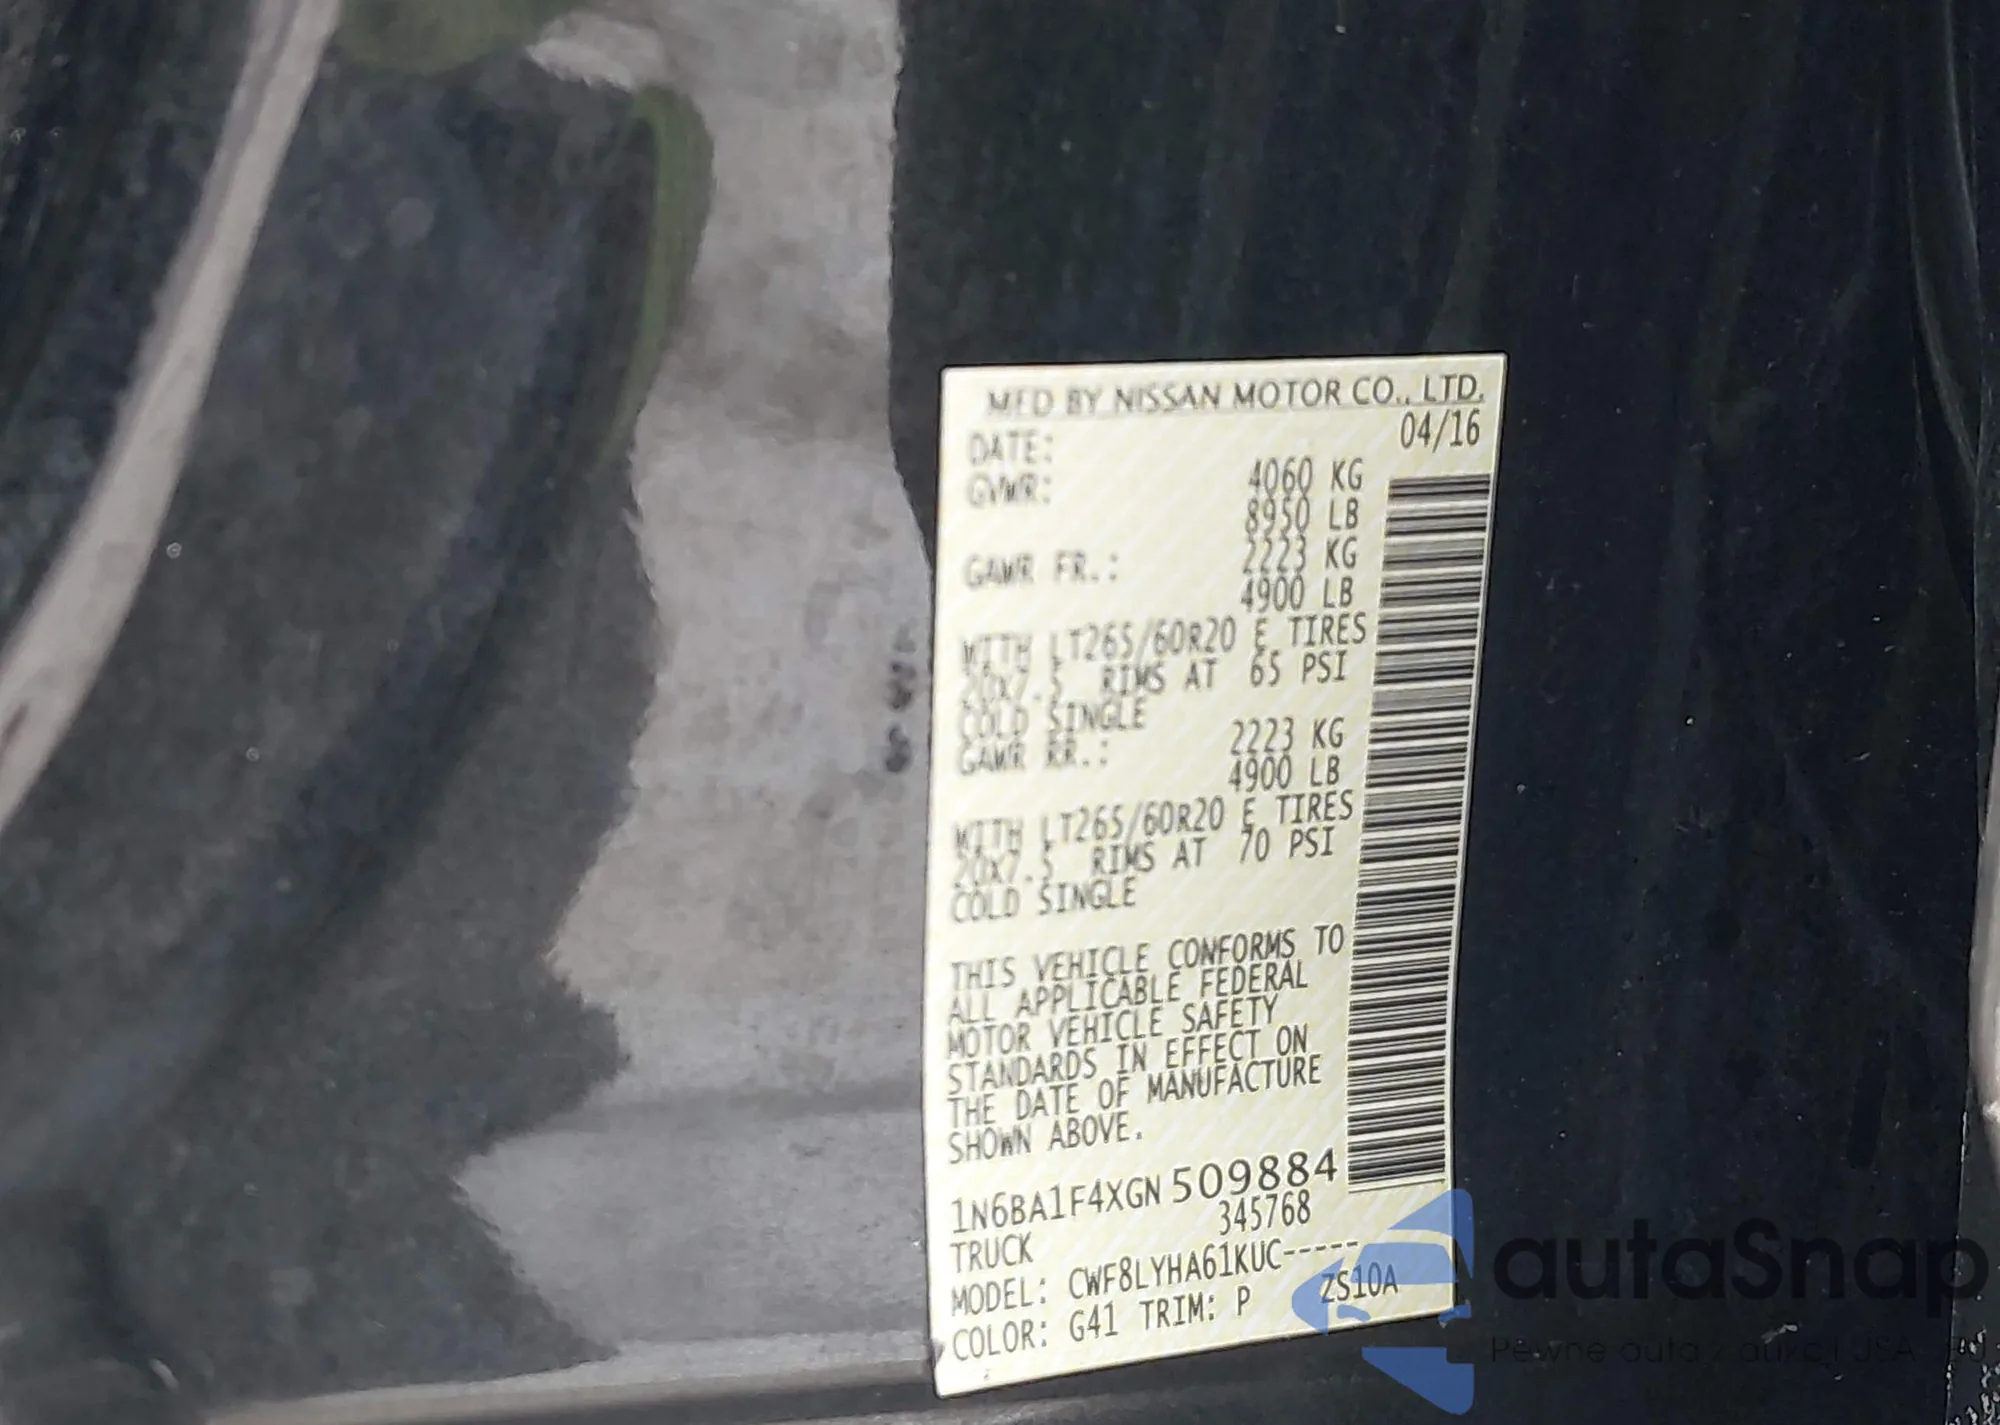 MFD BY NISSAN MOTOR CO., LTD.
DATE: 04/16
GVWR: 4060 KG
8950 LB
GAWR FR.: 2223 KG
4900 LB
WITH LT265/60R20 E TIRES
20X7.5 RIMS AT 65 PSI
COLD SINGLE
GAWR RR.: 2223 KG
4900 LB
WITH LT265/60R20 E TIRES
20X7.5 RIMS AT 70 PSI
COLD SINGLE
THIS VEHICLE CONFORMS TO
ALL APPLICABLE FEDERAL
MOTOR VEHICLE SAFETY
STANDARDS IN EFFECT ON
THE DATE OF MANUFACTURE
SHOWN ABOVE.
1N6BA1F4XGN509884
345768
TRUCK
MODEL: CWF8LYHA61KUC-----
COLOR: G41 TRIM: P ZS10A
autaSnap
Pewne auta z aukcji USA